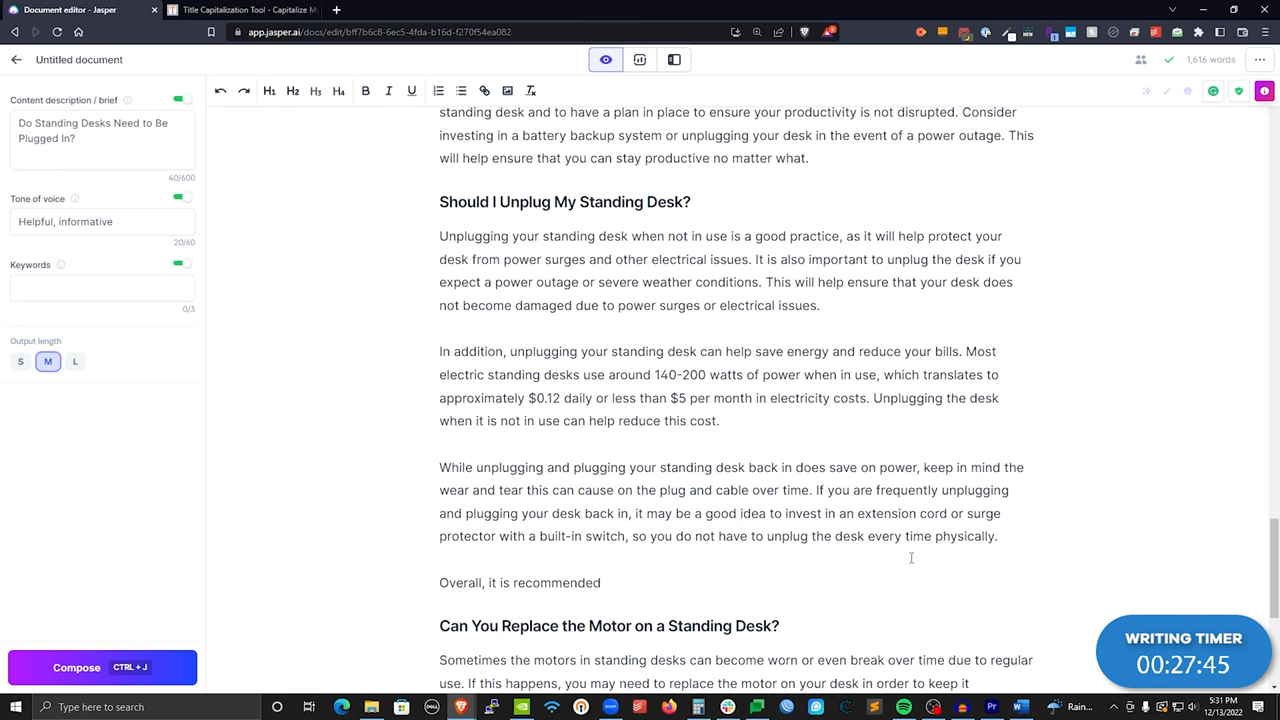 Document editor - Jasper
Title Capitalization Tool - Capitalize M
app.jasper.ai/docs/edit/bff7b6c8-6ec5-4fda-b16d-f270f54ea082
Untitled document
1,616 words
H1 H2 H3 H4 B I U
Content description / brief
Do Standing Desks Need to Be
Plugged In?
40/600
Tone of voice
Helpful, informative
20/60
Keywords
0/3
Output length
S M L
Compose CTRL + J
standing desk and to have a plan in place to ensure your productivity is not disrupted. Consider
investing in a battery backup system or unplugging your desk in the event of a power outage. This
will help ensure that you can stay productive no matter what.
Should I Unplug My Standing Desk?
Unplugging your standing desk when not in use is a good practice, as it will help protect your
desk from power surges and other electrical issues. It is also important to unplug the desk if you
expect a power outage or severe weather conditions. This will help ensure that your desk does
not become damaged due to power surges or electrical issues.
In addition, unplugging your standing desk can help save energy and reduce your bills. Most
electric standing desks use around 140-200 watts of power when in use, which translates to
approximately $0.12 daily or less than $5 per month in electricity costs. Unplugging the desk
when it is not in use can help reduce this cost.
While unplugging and plugging your standing desk back in does save on power, keep in mind the
wear and tear this can cause on the plug and cable over time. If you are frequently unplugging
and plugging your desk back in, it may be a good idea to invest in an extension cord or surge
protector with a built-in switch, so you do not have to unplug the desk every time physically.
Overall, it is recommended
Can You Replace the Motor on a Standing Desk?
Sometimes the motors in standing desks can become worn or even break over time due to regular
use. If this happens, you may need to replace the motor on your desk in order to keep it
WRITING TIMER
00:27:45
Type here to search
Rain...
5:31 PM
12/13/2022